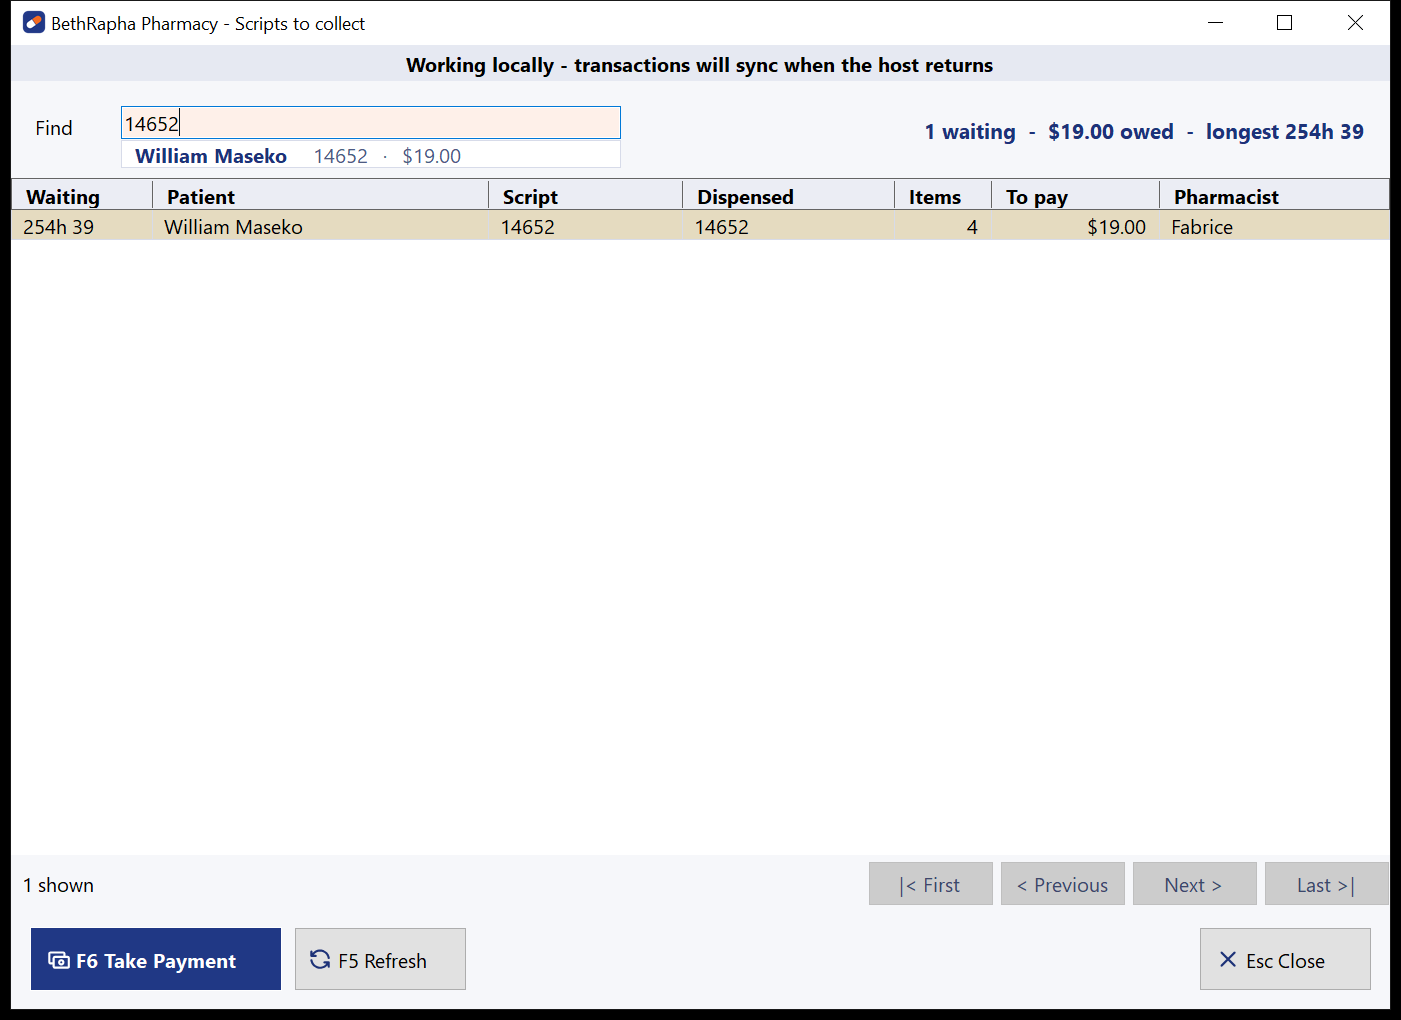 BethRapha Pharmacy - Scripts to collect
Working locally - transactions will sync when the host returns
Find 14652 1 waiting - $19.00 owed - longest 254h 39
William Maseko 14652 · $19.00
Waiting Patient Script Dispensed Items To pay Pharmacist
254h 39 William Maseko 14652 14652 4 $19.00 Fabrice
1 shown |< First < Previous Next > Last >|
F6 Take Payment F5 Refresh Esc Close